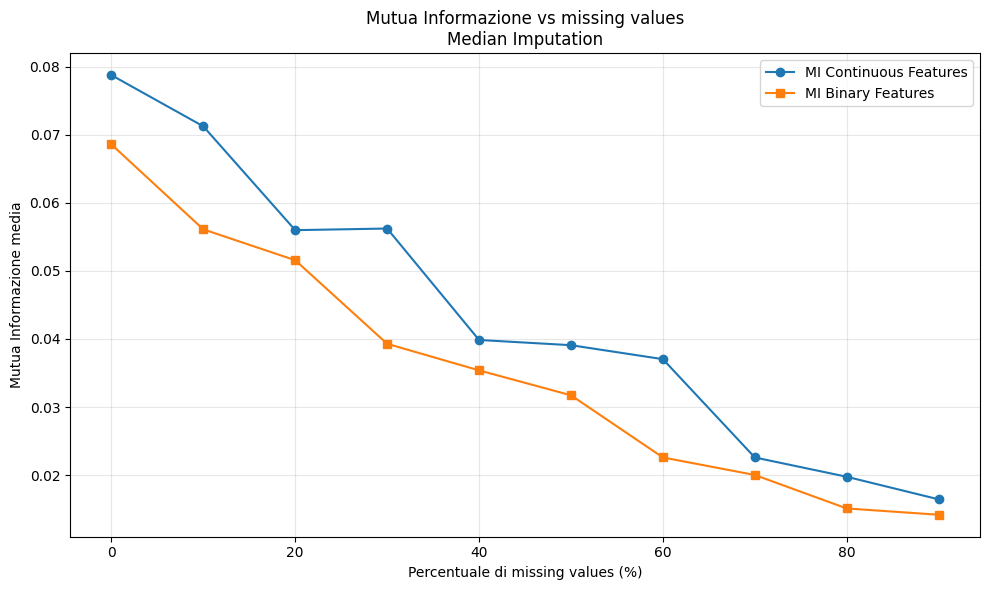 Mutua Informazione vs missing values
Median Imputation
MI Continuous Features
MI Binary Features
Mutua Informazione media
0.08
0.07
0.06
0.05
0.04
0.03
0.02
0
20
40
60
80
Percentuale di missing values (%)